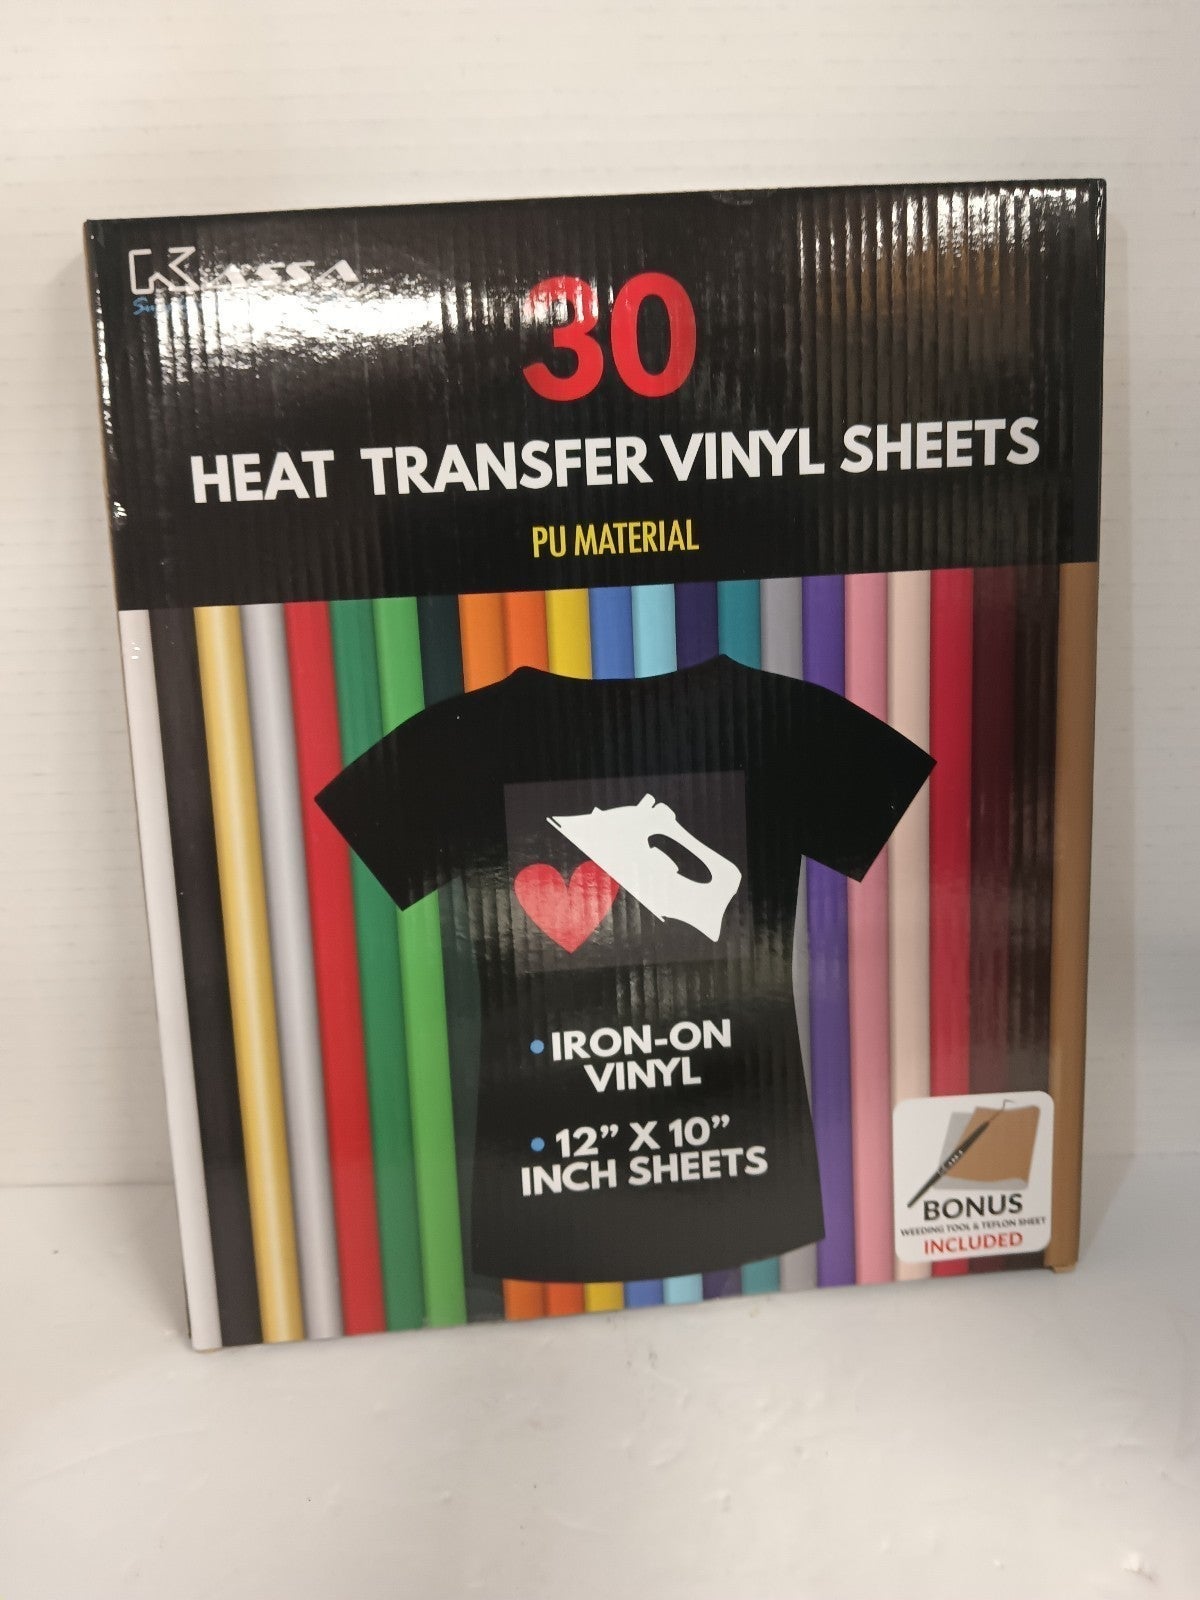 KASSA
30
HEAT TRANSFER VINYL SHEETS
PU MATERIAL
• IRON-ON
VINYL
• 12” X 10”
INCH SHEETS
BONUS
WEEDING TOOL & TEFLON SHEET
INCLUDED